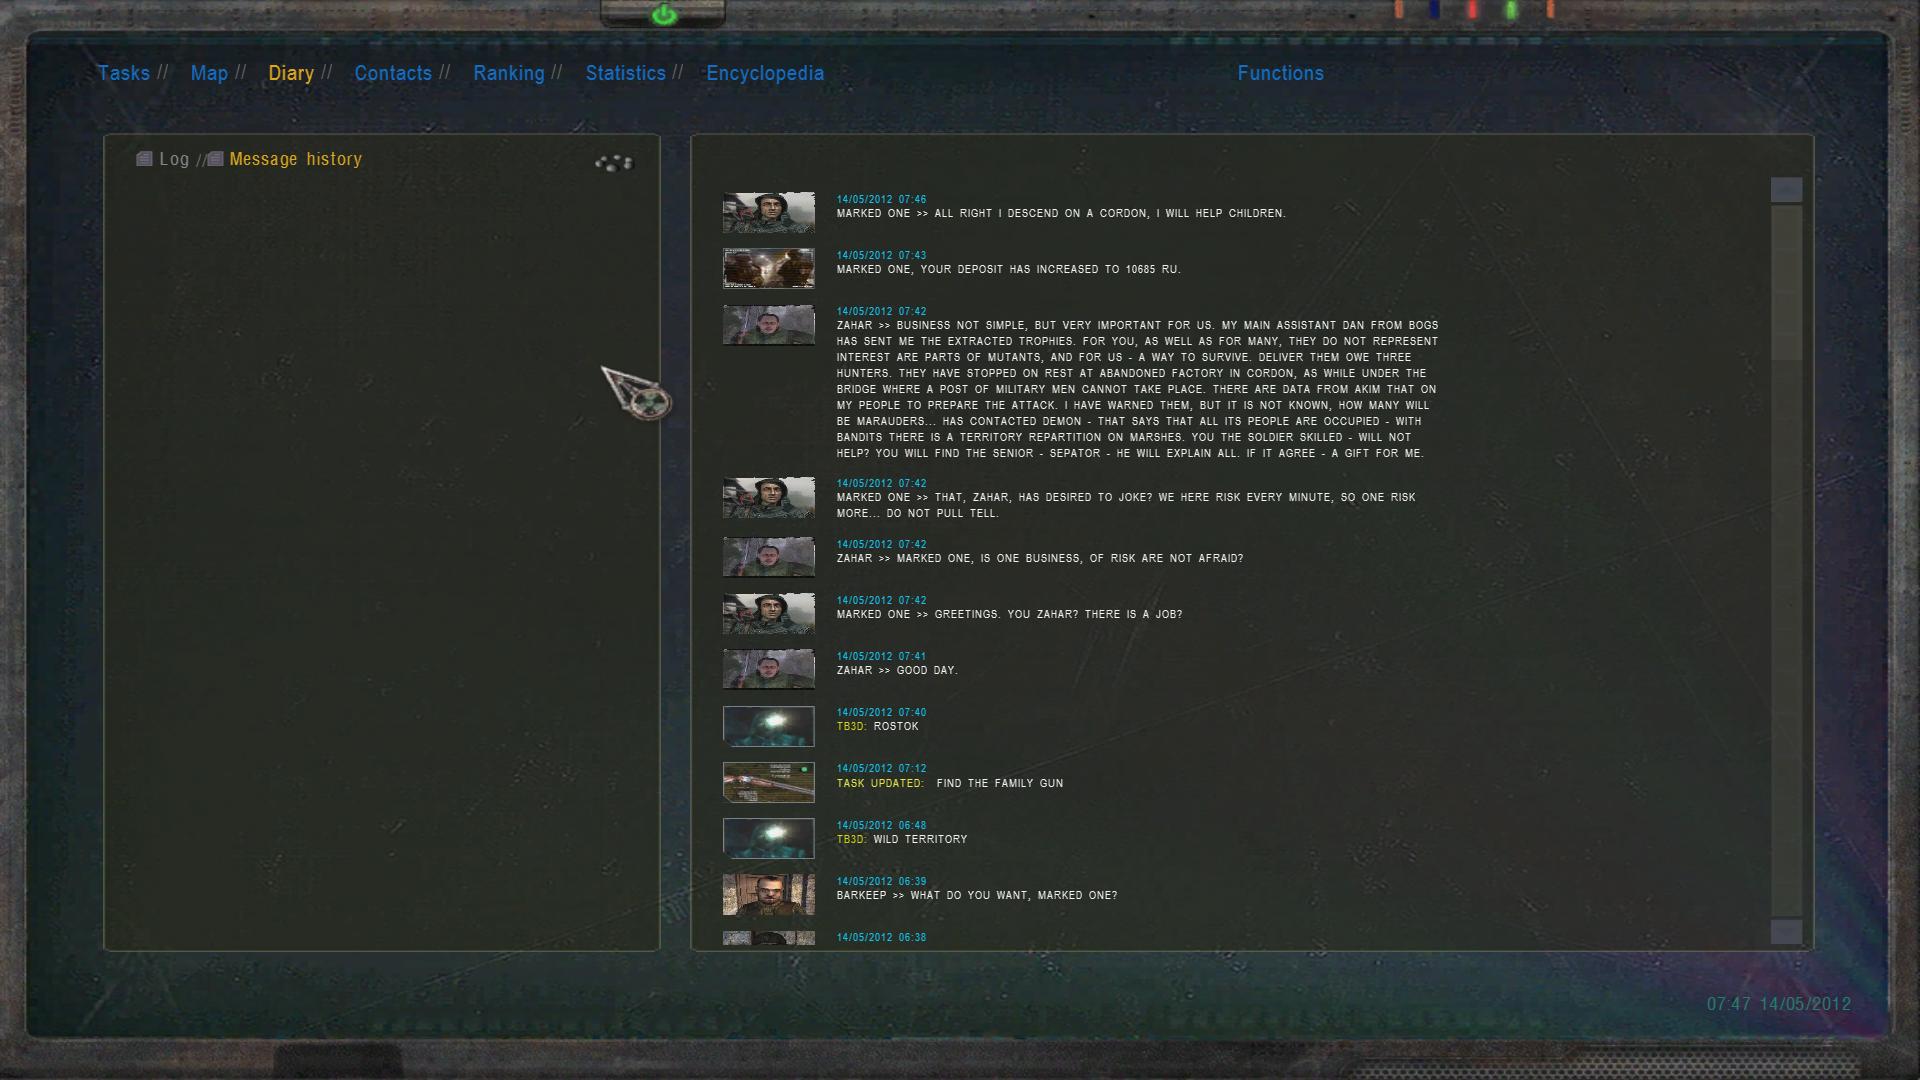 Tasks // Map // Diary // Contacts // Ranking // Statistics // Encyclopedia Functions
Log // Message history
14/05/2012 07:46
MARKED ONE >> ALL RIGHT I DESCEND ON A CORDON, I WILL HELP CHILDREN.
14/05/2012 07:43
MARKED ONE, YOUR DEPOSIT HAS INCREASED TO 10685 RU.
14/05/2012 07:42
ZAHAR >> BUSINESS NOT SIMPLE, BUT VERY IMPORTANT FOR US. MY MAIN ASSISTANT DAN FROM BOGS
HAS SENT ME THE EXTRACTED TROPHIES. FOR YOU, AS WELL AS FOR MANY, THEY DO NOT REPRESENT
INTEREST ARE PARTS OF MUTANTS, AND FOR US - A WAY TO SURVIVE. DELIVER THEM OWE THREE
HUNTERS. THEY HAVE STOPPED ON REST AT ABANDONED FACTORY IN CORDON, AS WHILE UNDER THE
BRIDGE WHERE A POST OF MILITARY MEN CANNOT TAKE PLACE. THERE ARE DATA FROM AKIM THAT ON
MY PEOPLE TO PREPARE THE ATTACK. I HAVE WARNED THEM, BUT IT IS NOT KNOWN, HOW MANY WILL
BE MARAUDERS... HAS CONTACTED DEMON - THAT SAYS THAT ALL ITS PEOPLE ARE OCCUPIED - WITH
BANDITS THERE IS A TERRITORY REPARTITION ON MARSHES. YOU THE SOLDIER SKILLED - WILL NOT
HELP? YOU WILL FIND THE SENIOR - SEPATOR - HE WILL EXPLAIN ALL. IF IT AGREE - A GIFT FOR ME.
14/05/2012 07:42
MARKED ONE >> THAT, ZAHAR, HAS DESIRED TO JOKE? WE HERE RISK EVERY MINUTE, SO ONE RISK
MORE... DO NOT PULL TELL.
14/05/2012 07:42
ZAHAR >> MARKED ONE, IS ONE BUSINESS, OF RISK ARE NOT AFRAID?
14/05/2012 07:42
MARKED ONE >> GREETINGS. YOU ZAHAR? THERE IS A JOB?
14/05/2012 07:41
ZAHAR >> GOOD DAY.
14/05/2012 07:40
TB3D: ROSTOK
14/05/2012 07:12
TASK UPDATED: FIND THE FAMILY GUN
14/05/2012 06:48
TB3D: WILD TERRITORY
14/05/2012 06:39
BARKEEP >> WHAT DO YOU WANT, MARKED ONE?
14/05/2012 06:38
07:47 14/05/2012